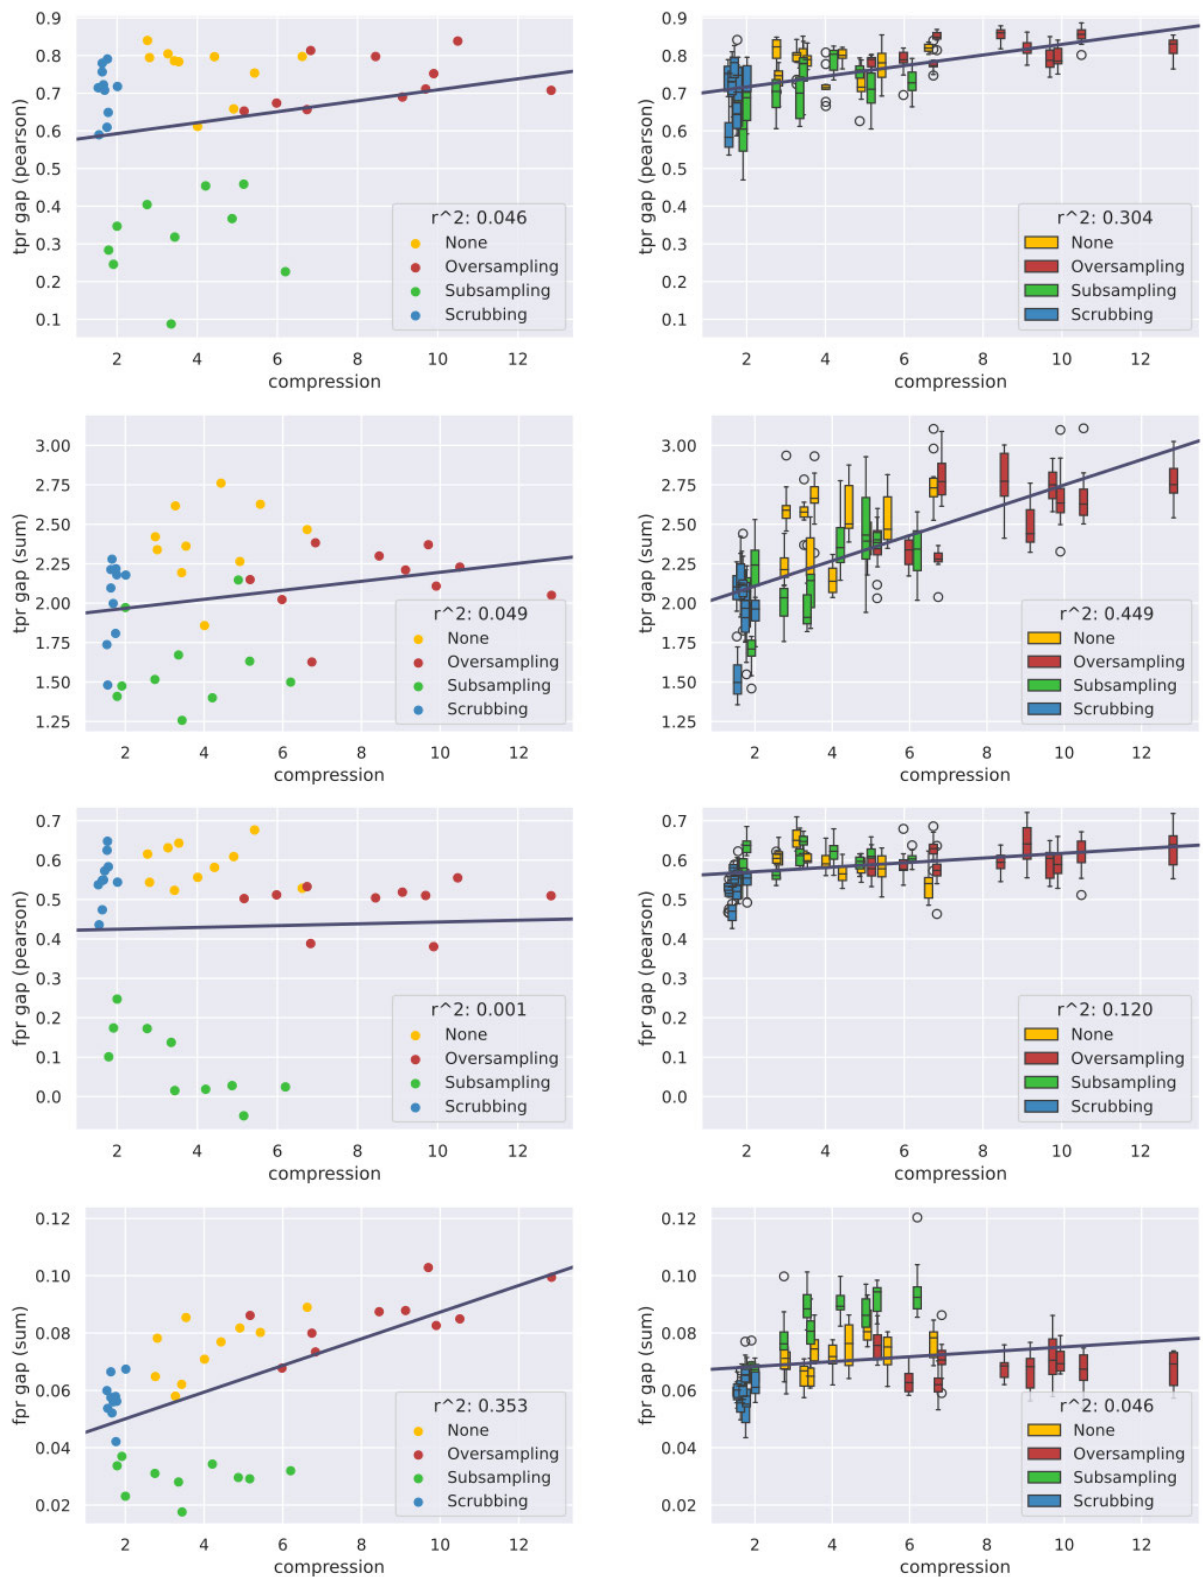 0.9
0.8
0.7
0.6
0.5
0.4
0.3
0.2
0.1
tpr gap (pearson)
r^2: 0.046
None
Oversampling
Subsampling
Scrubbing
2 4 6 8 10 12
compression
0.9
0.8
0.7
0.6
0.5
0.4
0.3
0.2
0.1
tpr gap (pearson)
r^2: 0.304
None
Oversampling
Subsampling
Scrubbing
2 4 6 8 10 12
compression
3.00
2.75
2.50
2.25
2.00
1.75
1.50
1.25
tpr gap (sum)
r^2: 0.049
None
Oversampling
Subsampling
Scrubbing
2 4 6 8 10 12
compression
3.00
2.75
2.50
2.25
2.00
1.75
1.50
1.25
tpr gap (sum)
r^2: 0.449
None
Oversampling
Subsampling
Scrubbing
2 4 6 8 10 12
compression
0.7
0.6
0.5
0.4
0.3
0.2
0.1
0.0
fpr gap (pearson)
r^2: 0.001
None
Oversampling
Subsampling
Scrubbing
2 4 6 8 10 12
compression
0.7
0.6
0.5
0.4
0.3
0.2
0.1
0.0
fpr gap (pearson)
r^2: 0.120
None
Oversampling
Subsampling
Scrubbing
2 4 6 8 10 12
compression
0.12
0.10
0.08
0.06
0.04
0.02
fpr gap (sum)
r^2: 0.353
None
Oversampling
Subsampling
Scrubbing
2 4 6 8 10 12
compression
0.12
0.10
0.08
0.06
0.04
0.02
fpr gap (sum)
r^2: 0.046
None
Oversampling
Subsampling
Scrubbing
2 4 6 8 10 12
compression